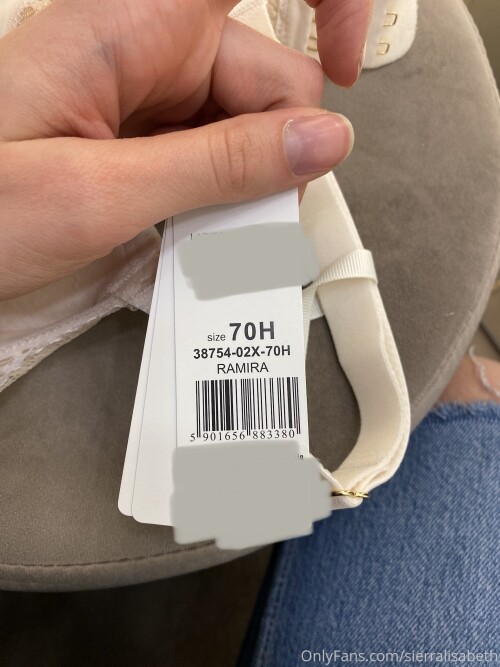 size 70H
38754-02X-70H
RAMIRA
5 901656 883380
OnlyFans.com/sierralisabeth